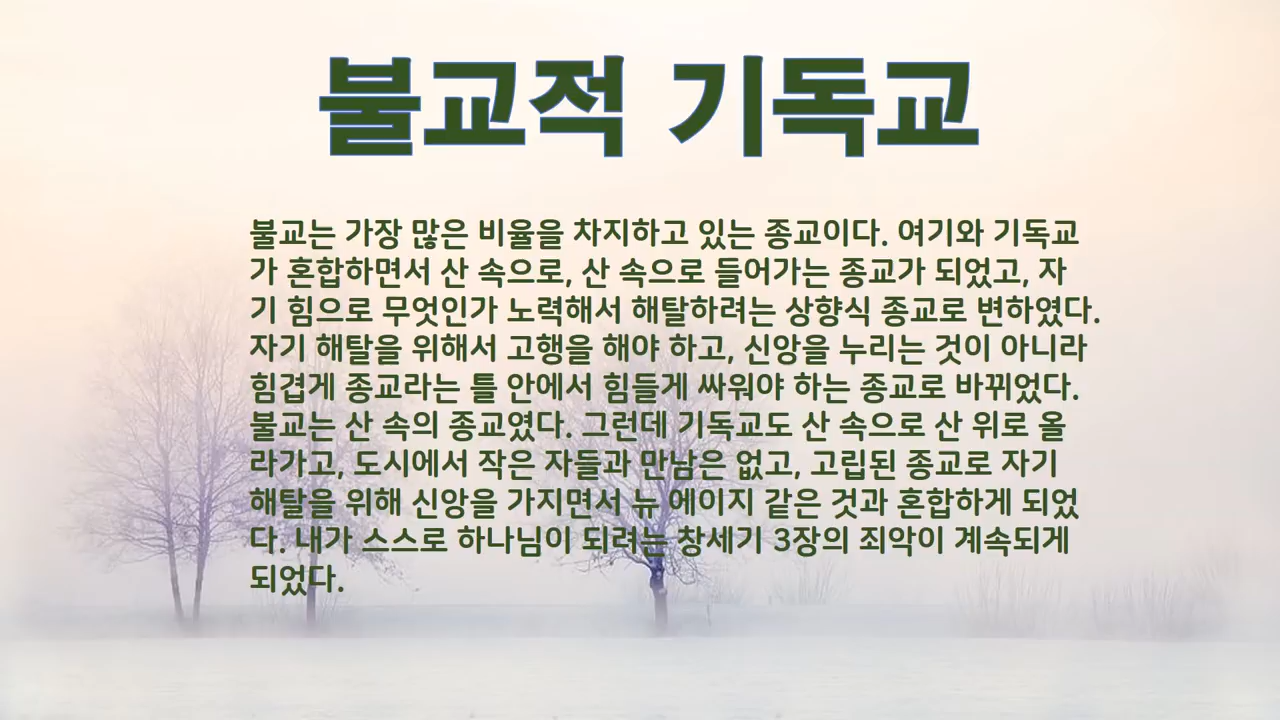 불교적 기독교
불교는 가장 많은 비율을 차지하고 있는 종교이다. 여기와 기독교
가 혼합하면서 산 속으로, 산 속으로 들어가는 종교가 되었고, 자
기 힘으로 무엇인가 노력해서 해탈하려는 상향식 종교로 변하였다.
자기 해탈을 위해서 고행을 해야 하고, 신앙을 누리는 것이 아니라
힘겹게 종교라는 틀 안에서 힘들게 싸워야 하는 종교로 바뀌었다.
불교는 산 속의 종교였다. 그런데 기독교도 산 속으로 산 위로 올
라가고, 도시에서 작은 자들과 만남은 없고, 고립된 종교로 자기
해탈을 위해 신앙을 가지면서 뉴 에이지 같은 것과 혼합하게 되었
다. 내가 스스로 하나님이 되려는 창세기 3장의 죄악이 계속되게
되었다.